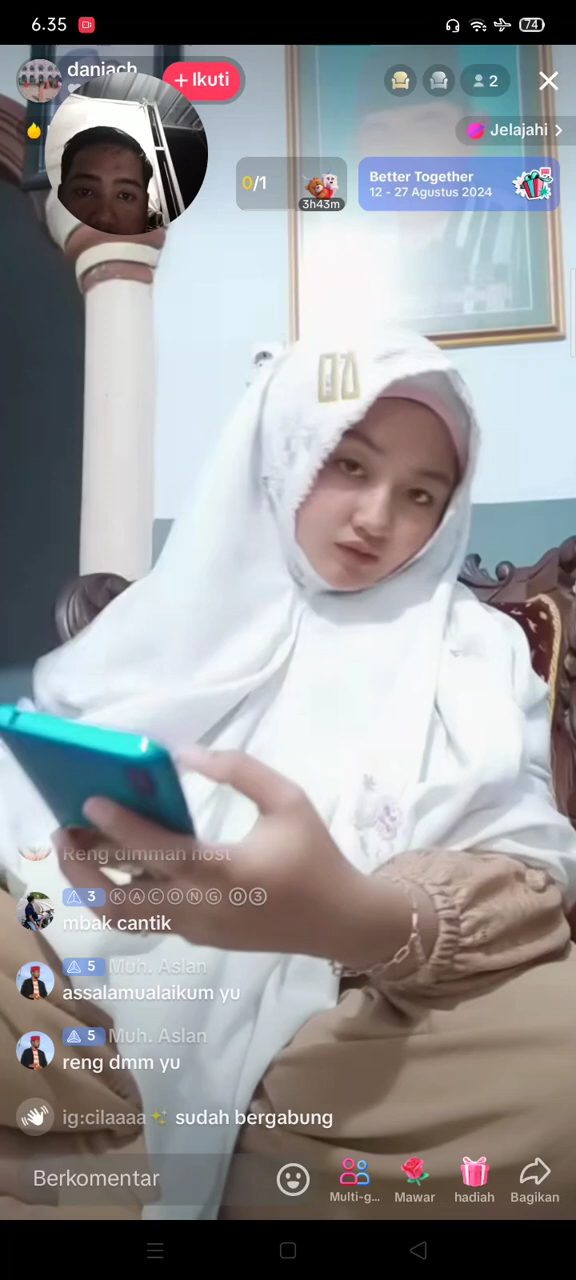 6.35
74
daniach
+ Ikuti
2
Jelajahi
0/1
3h43m
Better Together
12 - 27 Agustus 2024
Reng dimmah host
3 ⓀⒶⒸⓄⓃⒼ ⓪③
mbak cantik
5 Muh. Aslan
assalamualaikum yu
5 Muh. Aslan
reng dmm yu
ig:cilaaaa✨ sudah bergabung
Berkomentar
Multi-g...
Mawar
hadiah
Bagikan